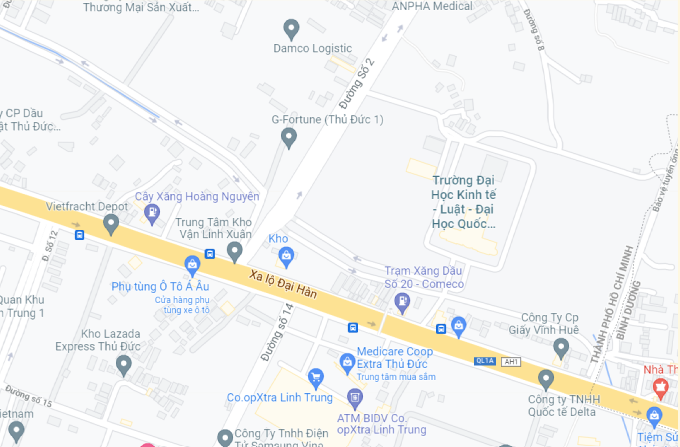 ANPHA Medical
Thương Mại Sản Xuất...
Đường số 8
Damco Logistic
Đường Số 2
y CP Dầu
ật Thủ Đức...
G-Fortune (Thủ Đức 1)
Trường Đại
Học Kinh tế
- Luật - Đại
Học Quốc...
Bảo vệ tuyến ống
Cây Xăng Hoàng Nguyên
Vietfracht Depot
Trung Tâm Kho
Vận Linh Xuân
Kho
Đ. Số 12
Phụ tùng Ô Tô Á Âu
Cửa hàng phụ
tùng xe ô tô
Xa lộ Đại Hàn
Trạm Xăng Dầu
Số 20 - Comeco
THÀNH PHỐ HỒ CHÍ MINH
BÌNH DƯƠNG
Quan Khu
n Trung 1
Công Ty Cp
Giấy Vĩnh Huê
Kho Lazada
Express Thủ Đức
Đường số 14
Medicare Coop
Extra Thủ Đức
Trung tâm mua sắm
QL1A
AH1
Nhà Th
Đường số 15
Co.opXtra Linh Trung
Công ty TNHH
Quốc tế Delta
ietnam
ATM BIDV Co.
opXtra Linh Trung
Tiệm Sử
Công Ty Tnhh Điện
Tử Samsung Vina